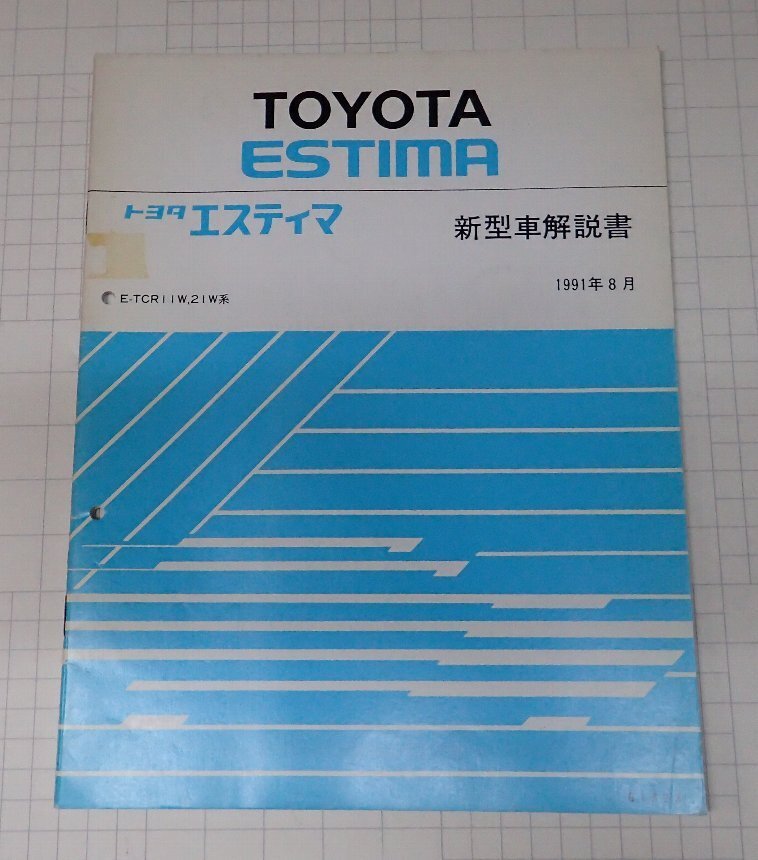 TOYOTA
ESTIMA
トヨタ エスティマ
新型車解説書
1991年8月
E-TCR11W,21W系